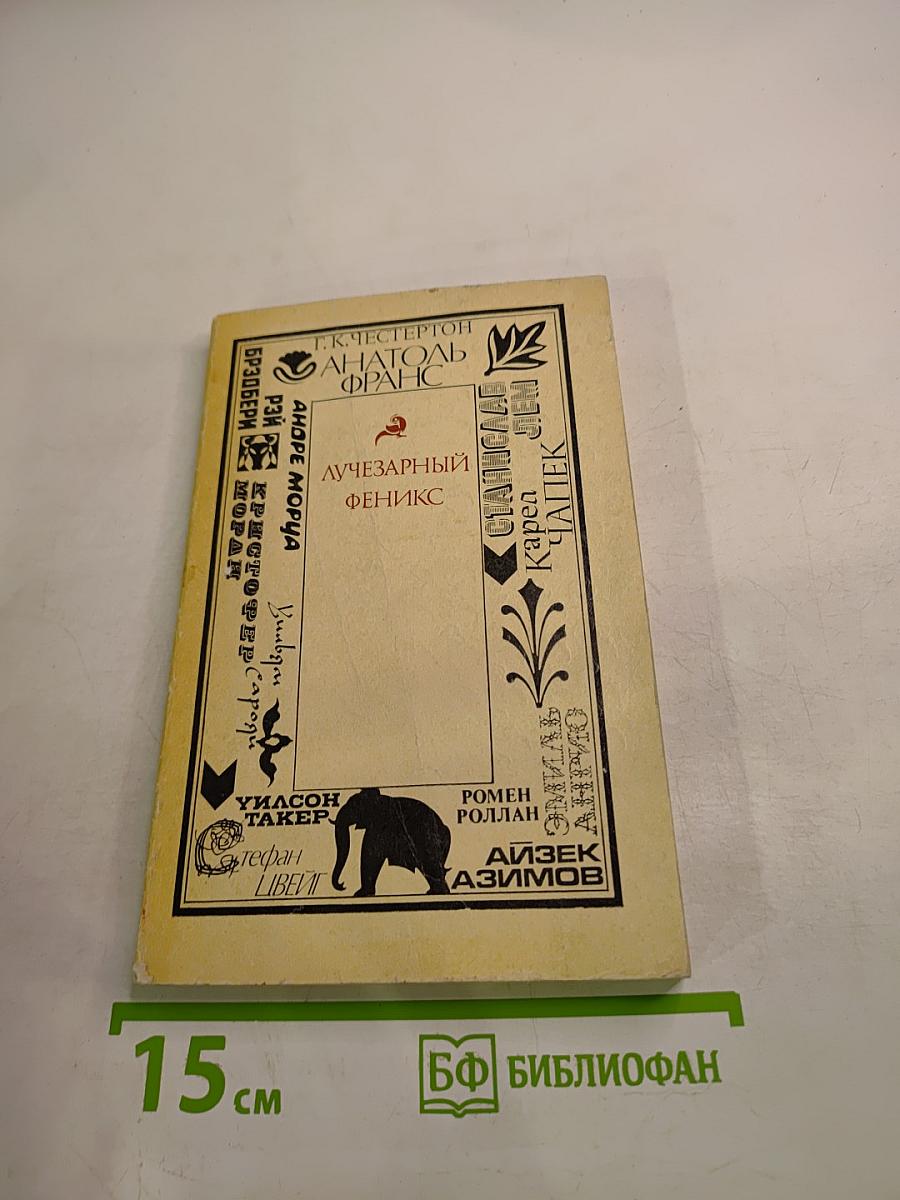 Г. К. ЧЕСТЕРТОН
АНАТОЛЬ
ФРАНС
БРЭДБЕРИ
РЭЙ
АНДРЕ МОРУА
КРИСТОФЕР
МОРЛИ
Уильям
Сароян
ЛУЧЕЗАРНЫЙ
ФЕНИКС
СТАНИСЛАВ
ЛЕМ
Карел
ЧАПЕК
ЭМИЛЬ
АНРИО
УИЛСОН
ТАКЕР
РОМЕН
РОЛЛАН
Стефан
ЦВЕЙГ
АЙЗЕК
АЗИМОВ
15 см
БФ БИБЛИОФАН